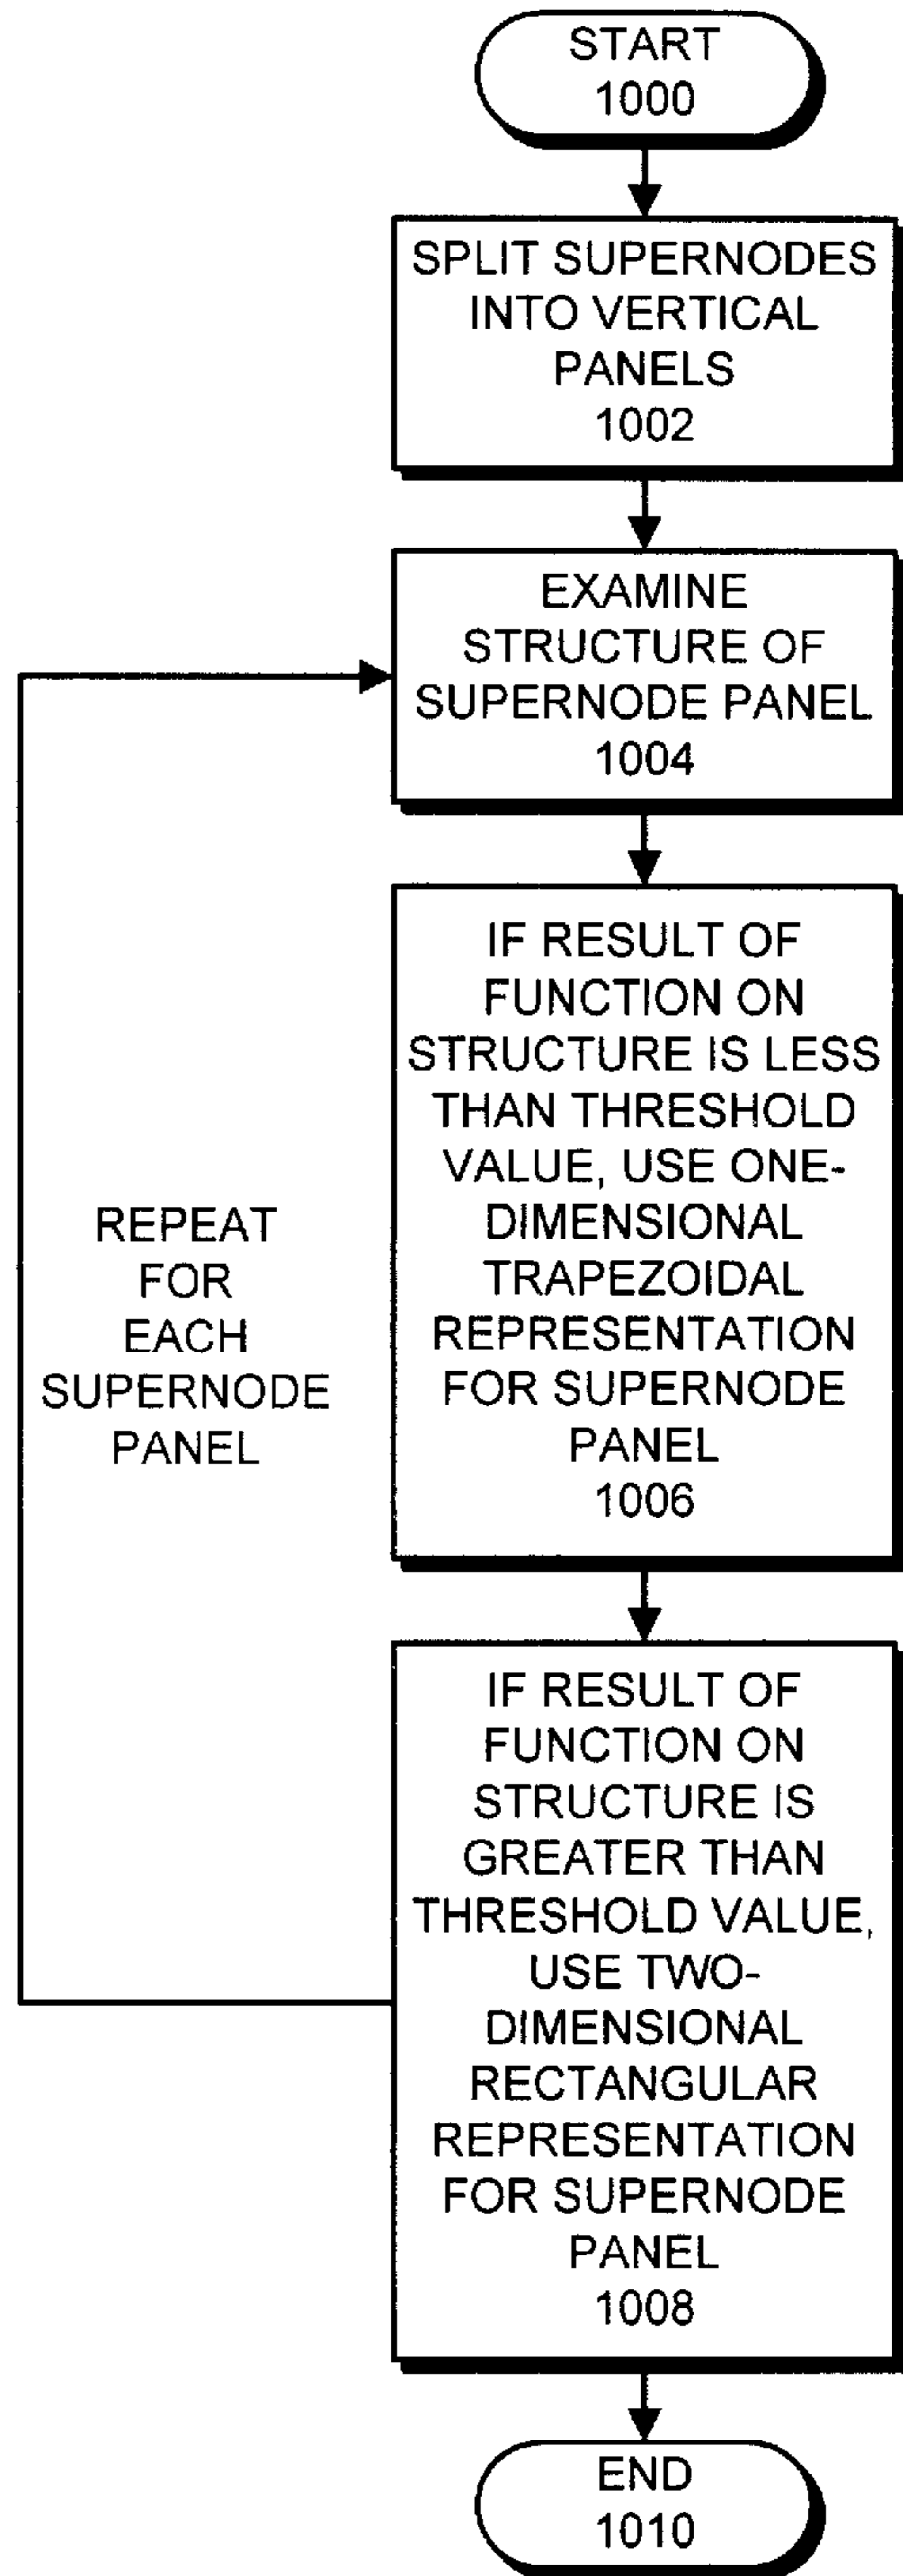 START
1000
SPLIT SUPERNODES
INTO VERTICAL
PANELS
1002
EXAMINE
STRUCTURE OF
SUPERNODE PANEL
1004
IF RESULT OF
FUNCTION ON
STRUCTURE IS LESS
THAN THRESHOLD
VALUE, USE ONE-
DIMENSIONAL
TRAPEZOIDAL
REPRESENTATION
FOR SUPERNODE
PANEL
1006
REPEAT
FOR
EACH
SUPERNODE
PANEL
IF RESULT OF
FUNCTION ON
STRUCTURE IS
GREATER THAN
THRESHOLD VALUE,
USE TWO-
DIMENSIONAL
RECTANGULAR
REPRESENTATION
FOR SUPERNODE
PANEL
1008
END
1010